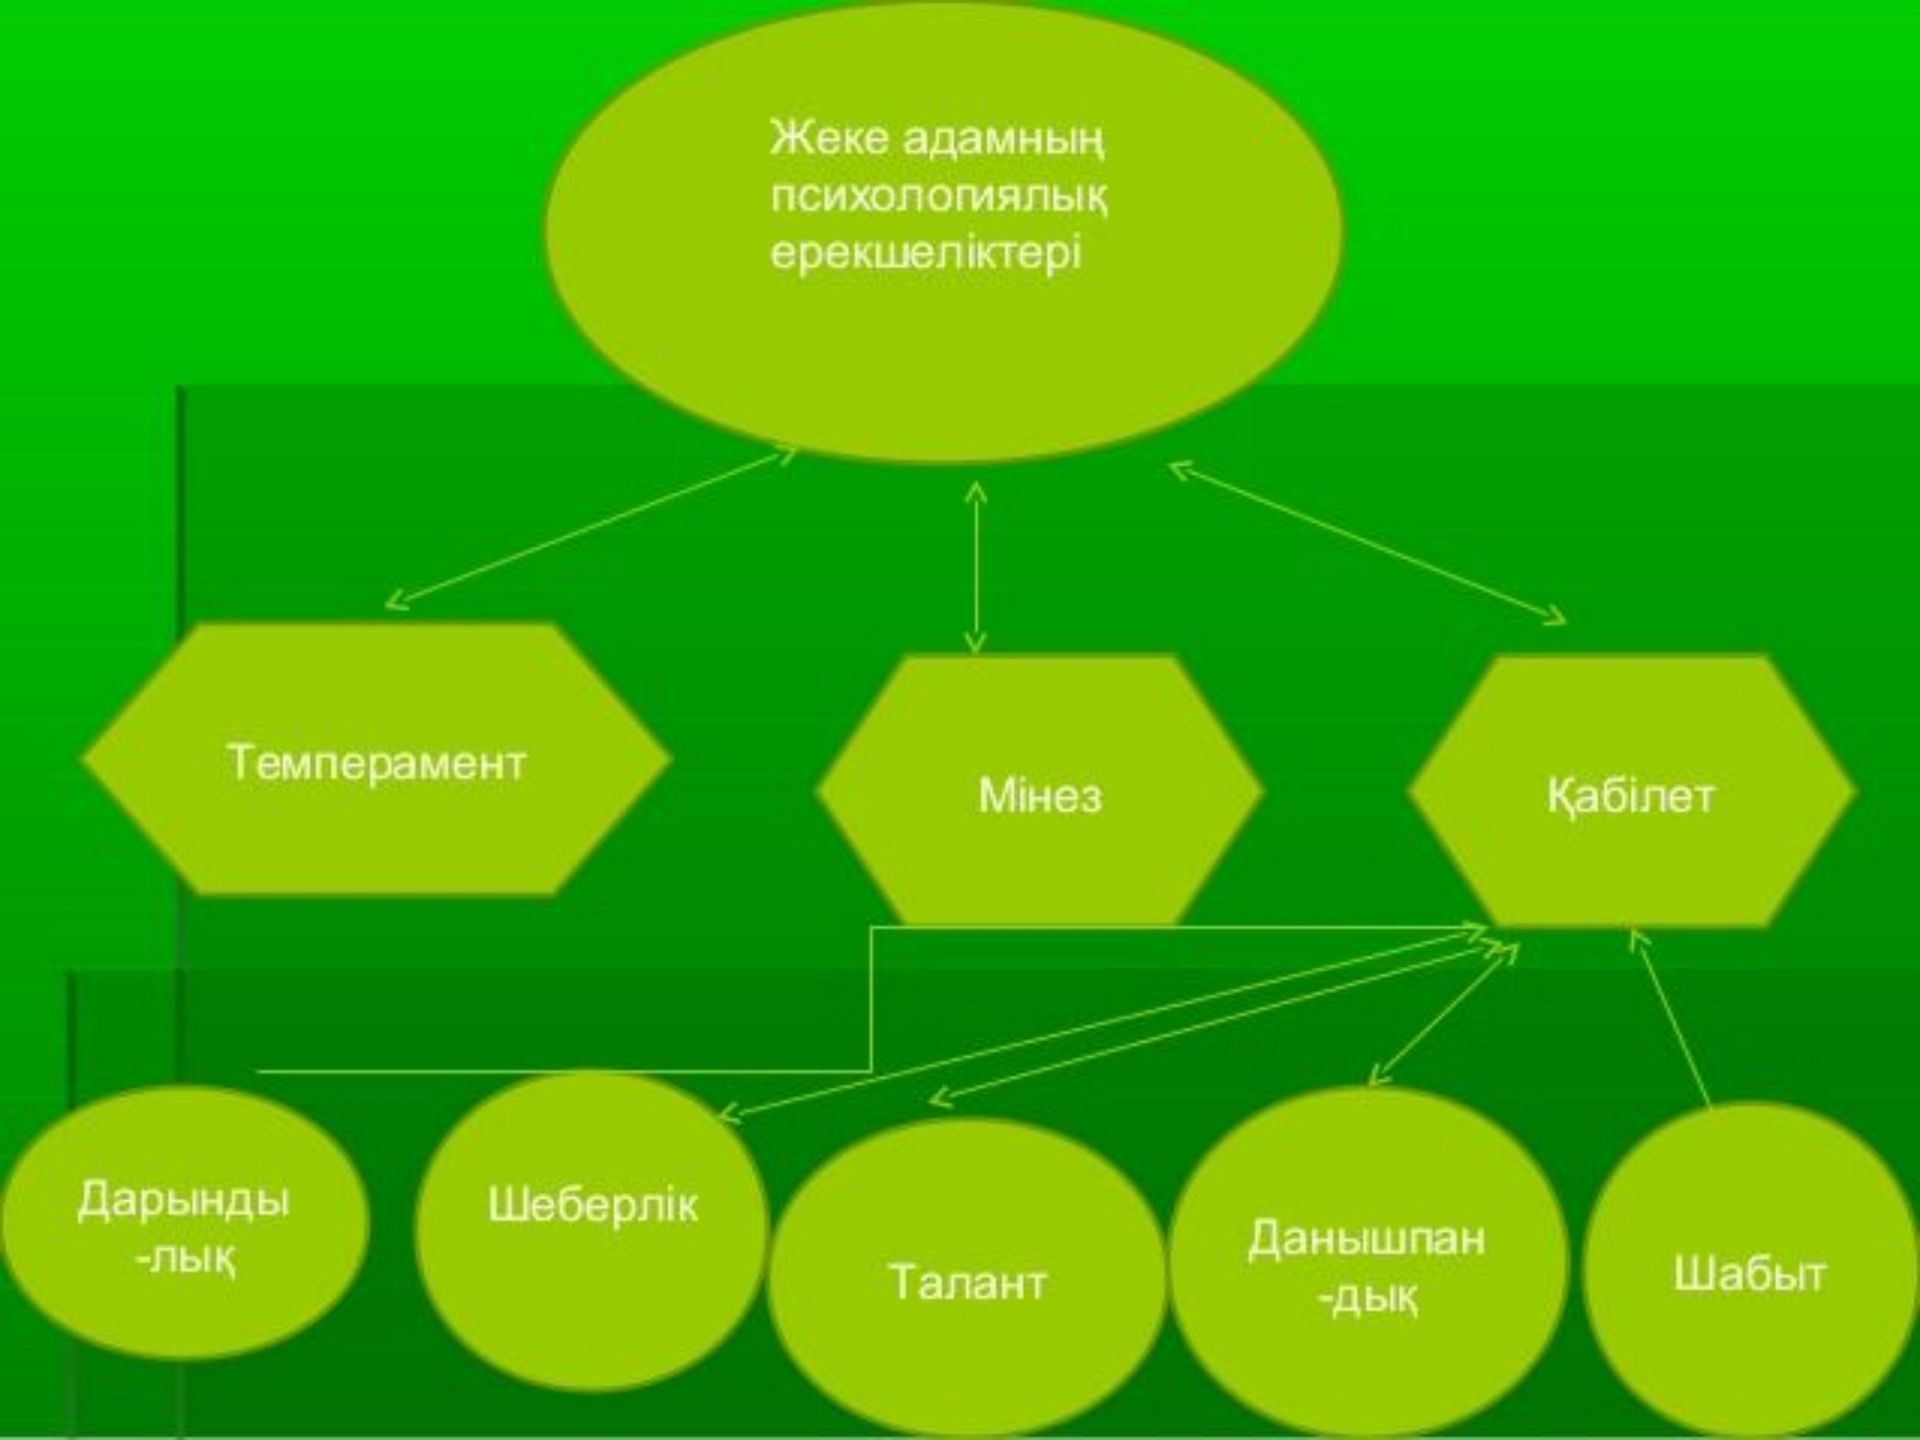 Жеке адамның
психологиялық
ерекшеліктері
Темперамент
Мінез
Қабілет
Дарынды
-лық
Шеберлік
Талант
Данышпан
-дық
Шабыт